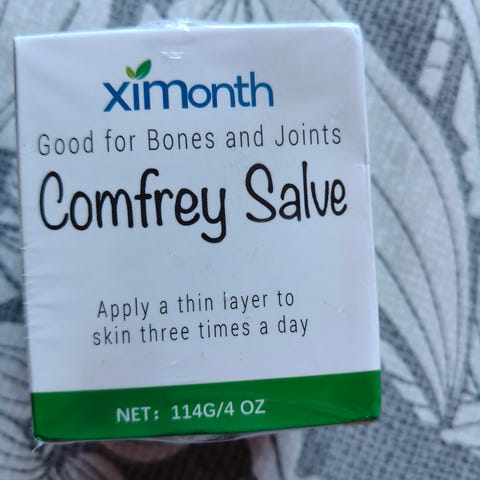 xiMonth
Good for Bones and Joints
Comfrey Salve
Apply a thin layer to
skin three times a day
NET: 114G/4 OZ